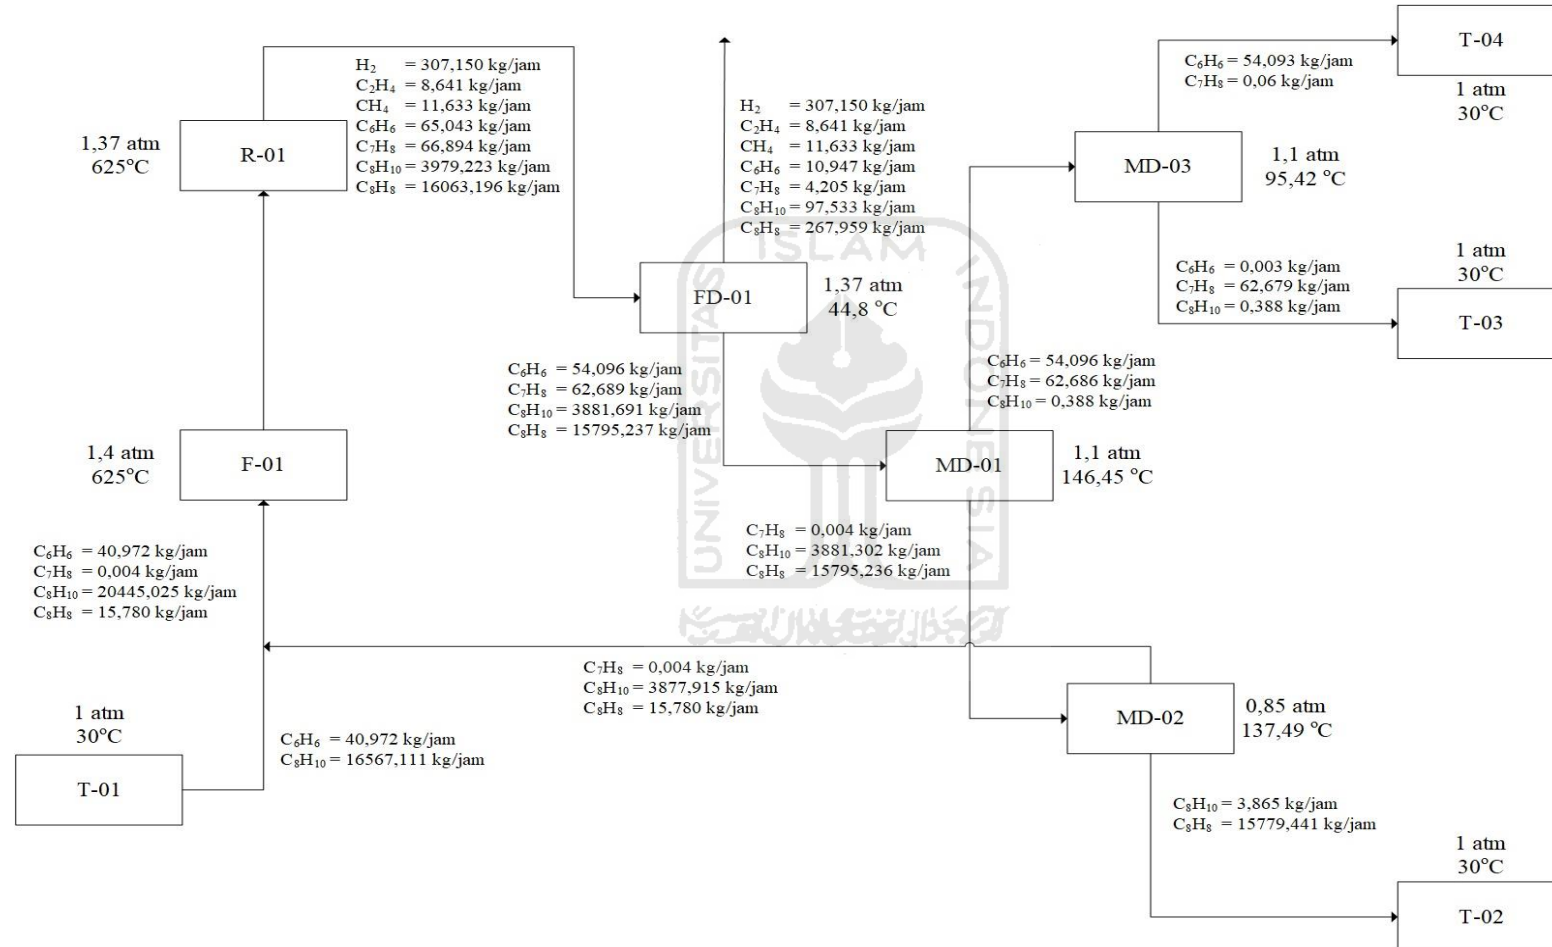 T-04
C₆H₆ = 54,093 kg/jam
C₇H₈ = 0,06 kg/jam
1 atm
30°C
H₂ = 307,150 kg/jam
C₂H₄ = 8,641 kg/jam
CH₄ = 11,633 kg/jam
C₆H₆ = 65,043 kg/jam
C₇H₈ = 66,894 kg/jam
C₈H₁₀ = 3979,223 kg/jam
C₈H₈ = 16063,196 kg/jam
1,37 atm
625°C
R-01
H₂ = 307,150 kg/jam
C₂H₄ = 8,641 kg/jam
CH₄ = 11,633 kg/jam
C₆H₆ = 10,947 kg/jam
C₇H₈ = 4,205 kg/jam
C₈H₁₀ = 97,533 kg/jam
C₈H₈ = 267,959 kg/jam
MD-03
1,1 atm
95,42 °C
C₆H₆ = 0,003 kg/jam
C₇H₈ = 62,679 kg/jam
C₈H₁₀ = 0,388 kg/jam
1 atm
30°C
T-03
FD-01
1,37 atm
44,8 °C
C₆H₆ = 54,096 kg/jam
C₇H₈ = 62,689 kg/jam
C₈H₁₀ = 3881,691 kg/jam
C₈H₈ = 15795,237 kg/jam
C₆H₆ = 54,096 kg/jam
C₇H₈ = 62,686 kg/jam
C₈H₁₀ = 0,388 kg/jam
1,4 atm
625°C
F-01
MD-01
1,1 atm
146,45 °C
C₆H₆ = 40,972 kg/jam
C₇H₈ = 0,004 kg/jam
C₈H₁₀ = 20445,025 kg/jam
C₈H₈ = 15,780 kg/jam
C₇H₈ = 0,004 kg/jam
C₈H₁₀ = 3881,302 kg/jam
C₈H₈ = 15795,236 kg/jam
C₇H₈ = 0,004 kg/jam
C₈H₁₀ = 3877,915 kg/jam
C₈H₈ = 15,780 kg/jam
MD-02
0,85 atm
137,49 °C
1 atm
30°C
T-01
C₆H₆ = 40,972 kg/jam
C₈H₁₀ = 16567,111 kg/jam
C₈H₁₀ = 3,865 kg/jam
C₈H₈ = 15779,441 kg/jam
1 atm
30°C
T-02
UNIVERSITAS
ISLAM
INDONESIA